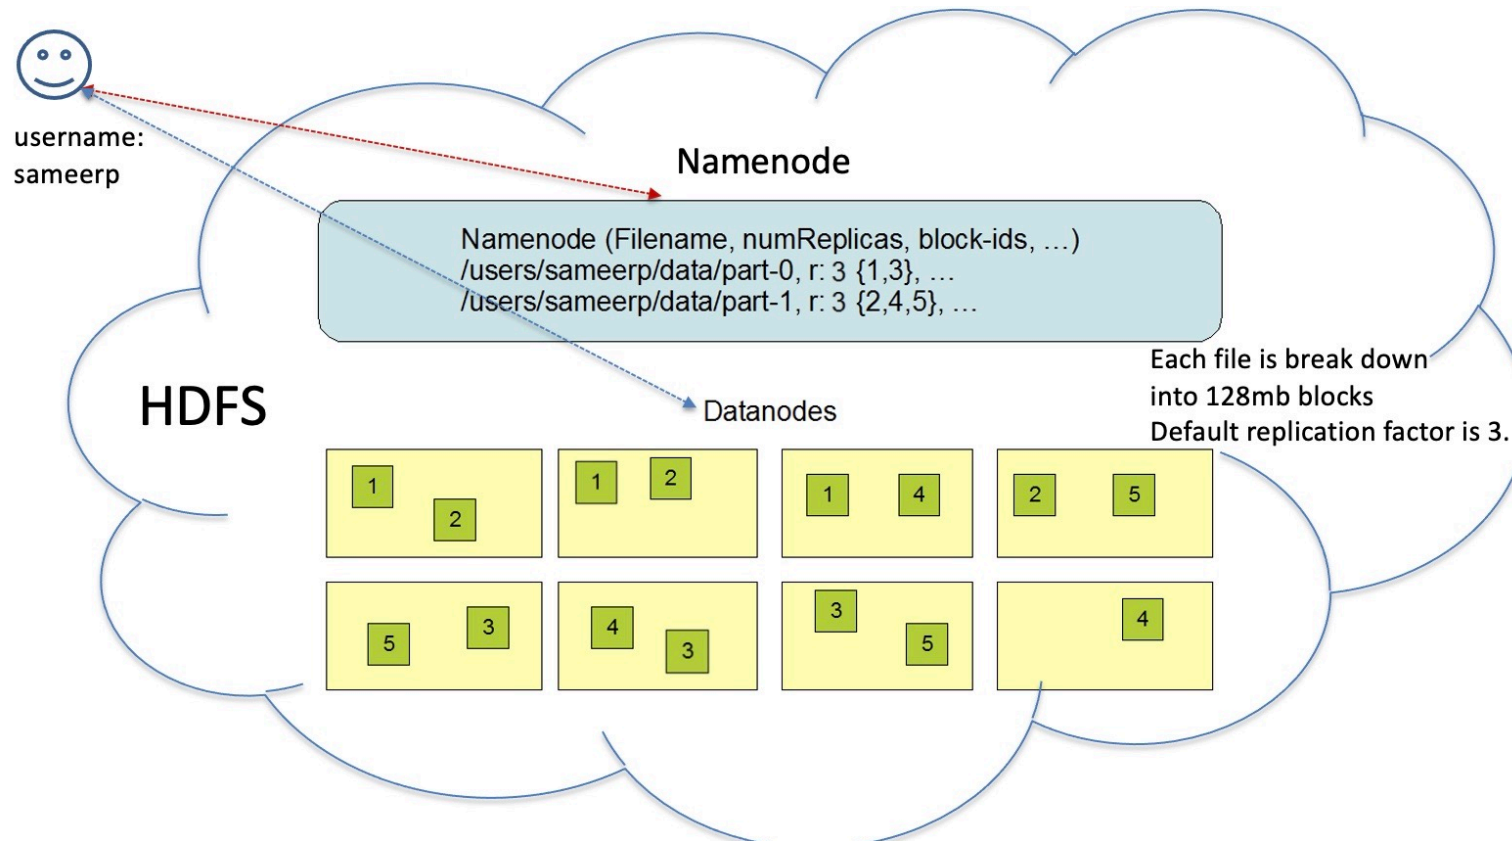 username:
sameerp
Namenode
Namenode (Filename, numReplicas, block-ids, …)
/users/sameerp/data/part-0, r: 3 {1,3}, …
/users/sameerp/data/part-1, r: 3 {2,4,5}, …
Each file is break down
into 128mb blocks
Default replication factor is 3.
HDFS
Datanodes
1
2
1
2
1
4
2
5
5
3
4
3
3
5
4